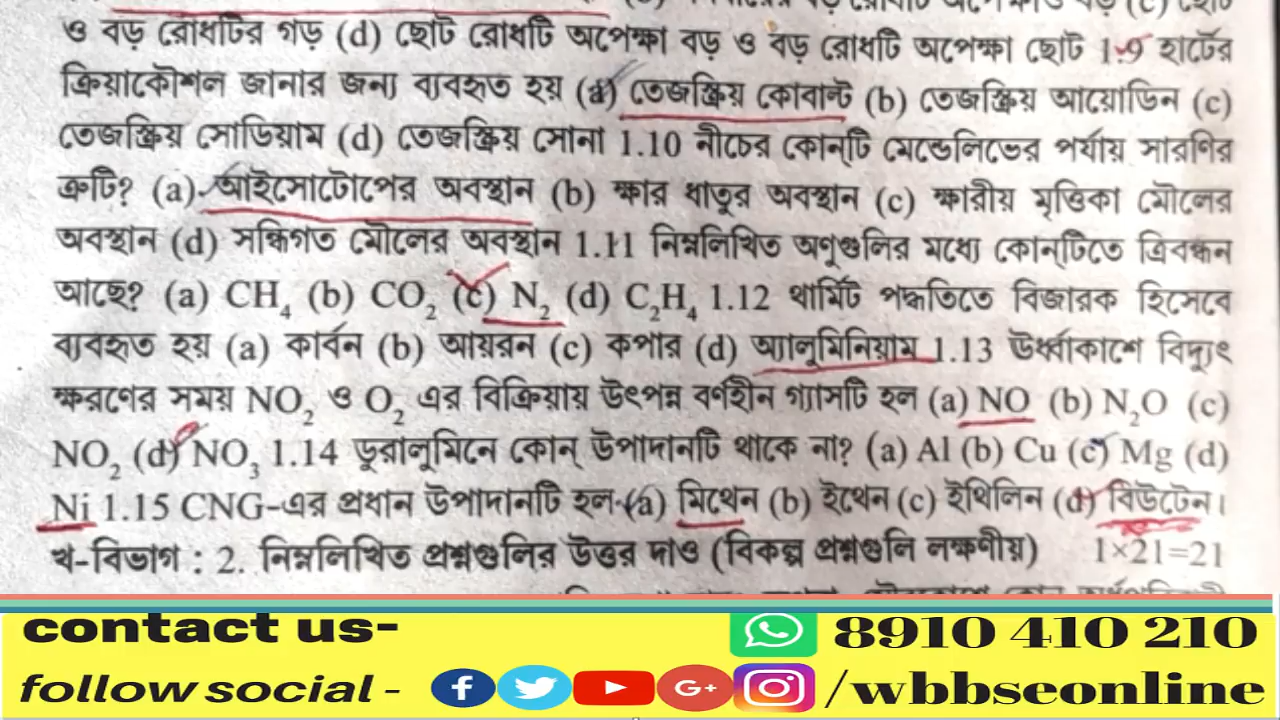 ও বড় রোধটির গড় (d) ছোট রোধটি অপেক্ষা বড় ও বড় রোধটি অপেক্ষা ছোট 1.9 হার্টের
ক্রিয়াকৌশল জানার জন্য ব্যবহৃত হয় (a) তেজস্ক্রিয় কোবাল্ট (b) তেজস্ক্রিয় আয়োডিন (c)
তেজস্ক্রিয় সোডিয়াম (d) তেজস্ক্রিয় সোনা 1.10 নীচের কোন্‌টি মেন্ডেলিভের পর্যায় সারণির
ত্রুটি? (a) আইসোটোপের অবস্থান (b) ক্ষার ধাতুর অবস্থান (c) ক্ষারীয় মৃত্তিকা মৌলের
অবস্থান (d) সন্ধিগত মৌলের অবস্থান 1.11 নিম্নলিখিত অণুগুলির মধ্যে কোন্‌টিতে ত্রিবন্ধন
আছে? (a) CH₄ (b) CO₂ (c) N₂ (d) C₂H₄ 1.12 থার্মিট পদ্ধতিতে বিজারক হিসেবে
ব্যবহৃত হয় (a) কার্বন (b) আয়রন (c) কপার (d) অ্যালুমিনিয়াম 1.13 ঊর্ধ্বাকাশে বিদ্যুৎ
ক্ষরণের সময় NO₂ ও O₂ এর বিক্রিয়ায় উৎপন্ন বর্ণহীন গ্যাসটি হল (a) NO (b) N₂O (c)
NO₂ (d) NO₃ 1.14 ডুরালুমিনে কোন্ উপাদানটি থাকে না? (a) Al (b) Cu (c) Mg (d)
Ni 1.15 CNG-এর প্রধান উপাদানটি হল (a) মিথেন (b) ইথেন (c) ইথিলিন (d) বিউটেন।
খ-বিভাগ : 2. নিম্নলিখিত প্রশ্নগুলির উত্তর দাও (বিকল্প প্রশ্নগুলি লক্ষণীয়) 1×21=21
contact us- 8910 410 210
follow social - /wbbseonline